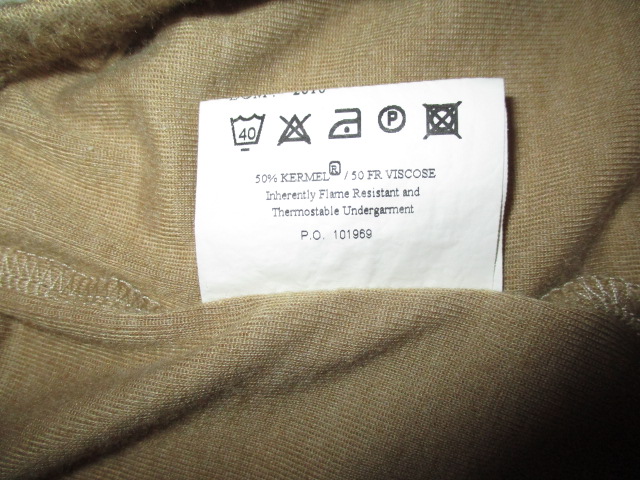 40 P
50% KERMEL® / 50 FR VISCOSE
Inherently Flame Resistant and
Thermostable Undergarment
P.O. 101969